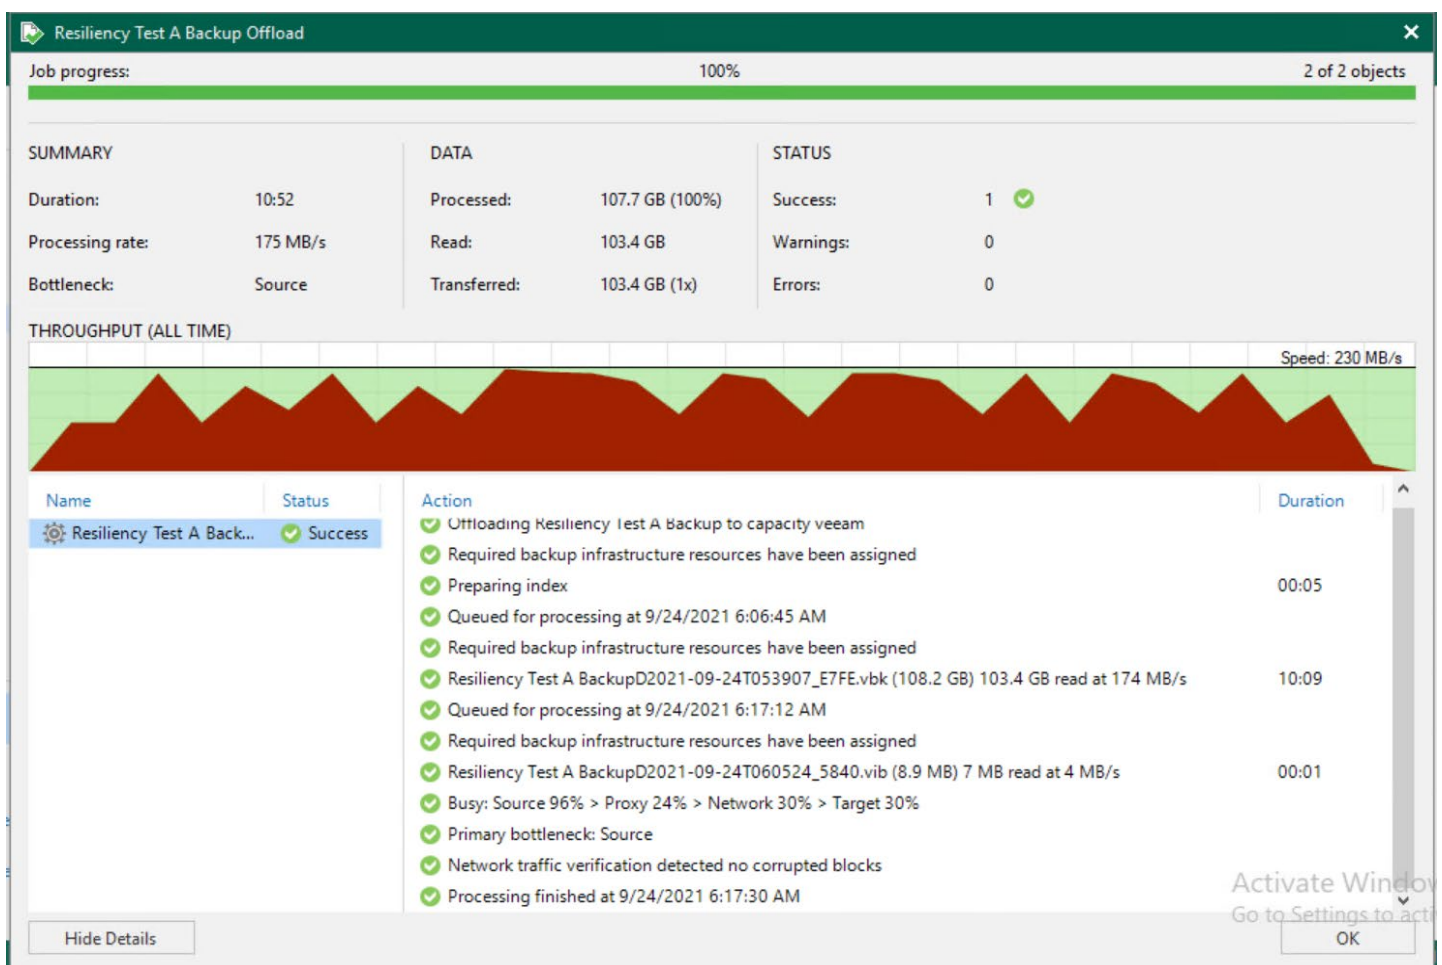 Resiliency Test A Backup Offload
Job progress: 100% 2 of 2 objects
SUMMARY DATA STATUS
Duration: 10:52 Processed: 107.7 GB (100%) Success: 1
Processing rate: 175 MB/s Read: 103.4 GB Warnings: 0
Bottleneck: Source Transferred: 103.4 GB (1x) Errors: 0
THROUGHPUT (ALL TIME)
Speed: 230 MB/s
Name Status Action Duration
Resiliency Test A Back... Success
Offloading Resiliency Test A Backup to capacity veeam
Required backup infrastructure resources have been assigned
Preparing index 00:05
Queued for processing at 9/24/2021 6:06:45 AM
Required backup infrastructure resources have been assigned
Resiliency Test A BackupD2021-09-24T053907_E7FE.vbk (108.2 GB) 103.4 GB read at 174 MB/s 10:09
Queued for processing at 9/24/2021 6:17:12 AM
Required backup infrastructure resources have been assigned
Resiliency Test A BackupD2021-09-24T060524_5840.vib (8.9 MB) 7 MB read at 4 MB/s 00:01
Busy: Source 96% > Proxy 24% > Network 30% > Target 30%
Primary bottleneck: Source
Network traffic verification detected no corrupted blocks
Processing finished at 9/24/2021 6:17:30 AM
Activate Window
Go to Settings to acti
Hide Details OK